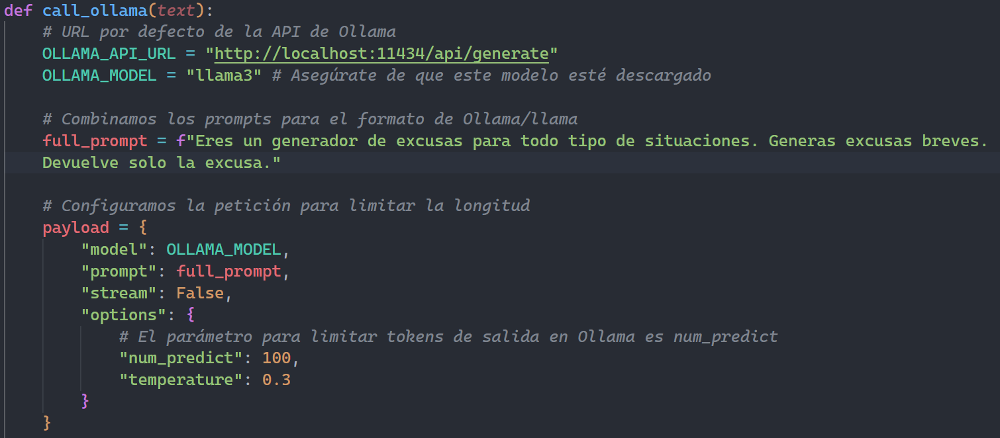 def call_ollama(text):
    # URL por defecto de la API de Ollama
    OLLAMA_API_URL = "http://localhost:11434/api/generate"
    OLLAMA_MODEL = "llama3" # Asegúrate de que este modelo esté descargado
    # Combinamos los prompts para el formato de Ollama/llama
    full_prompt = f"Eres un generador de excusas para todo tipo de situaciones. Generas excusas breves.
    Devuelve solo la excusa."
    # Configuramos la petición para limitar la longitud
    payload = {
        "model": OLLAMA_MODEL,
        "prompt": full_prompt,
        "stream": False,
        "options": {
            # El parámetro para limitar tokens de salida en Ollama es num_predict
            "num_predict": 100,
            "temperature": 0.3
        }
    }